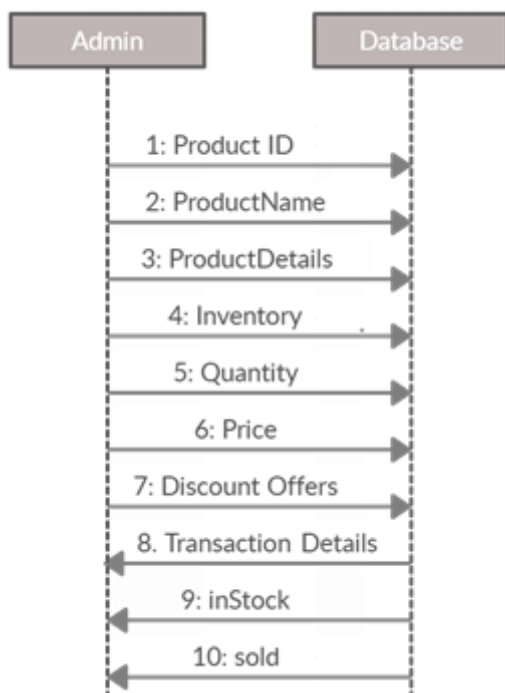 Admin
Database
1: Product ID
2: ProductName
3: ProductDetails
4: Inventory
5: Quantity
6: Price
7: Discount Offers
8. Transaction Details
9: inStock
10: sold